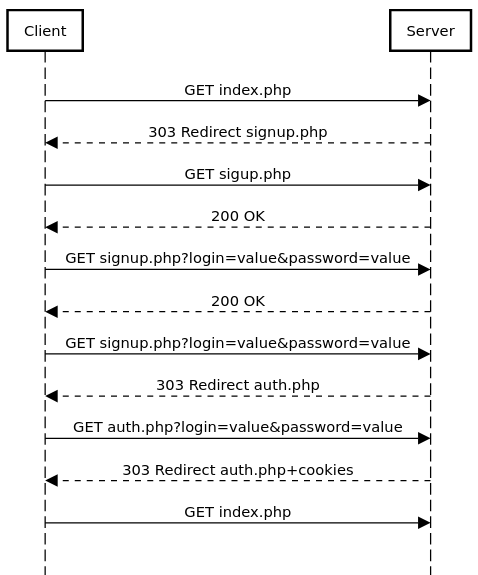 Client
Server
GET index.php
303 Redirect signup.php
GET sigup.php
200 OK
GET signup.php?login=value&password=value
200 OK
GET signup.php?login=value&password=value
303 Redirect auth.php
GET auth.php?login=value&password=value
303 Redirect auth.php+cookies
GET index.php